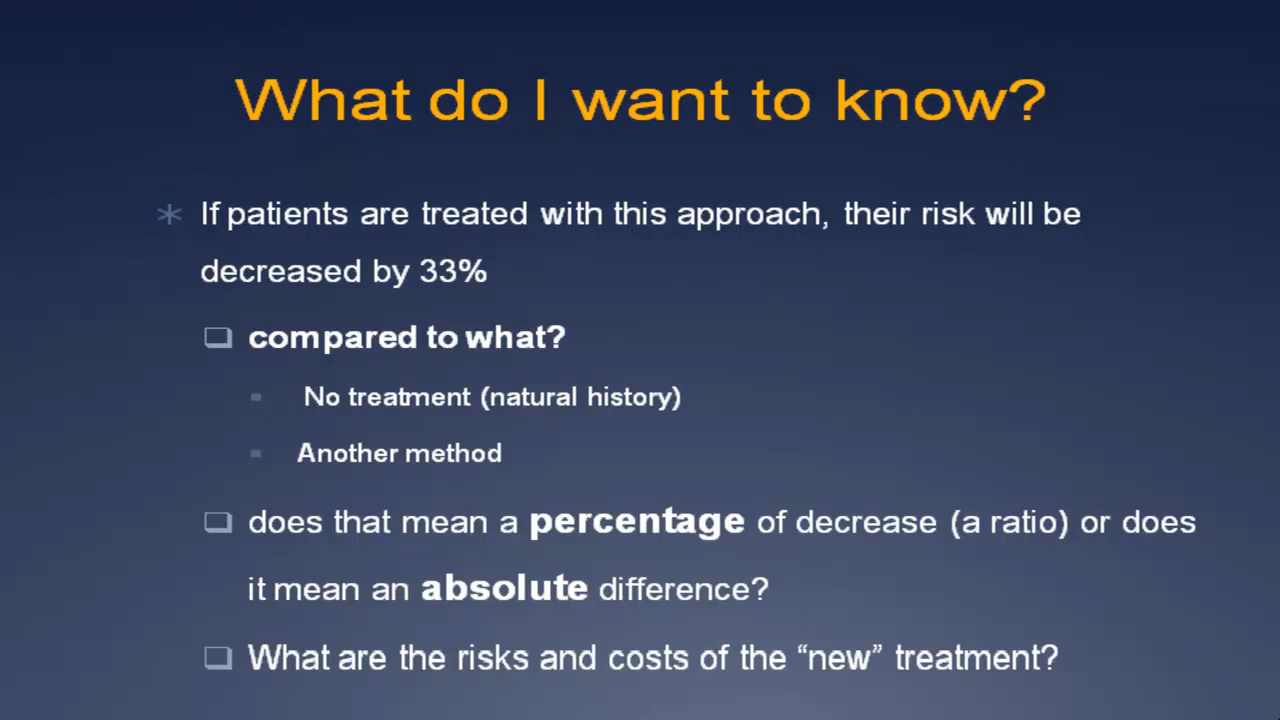 What do I want to know?
If patients are treated with this approach, their risk will be
decreased by 33%
compared to what?
No treatment (natural history)
Another method
does that mean a percentage of decrease (a ratio) or does
it mean an absolute difference?
What are the risks and costs of the “new” treatment?